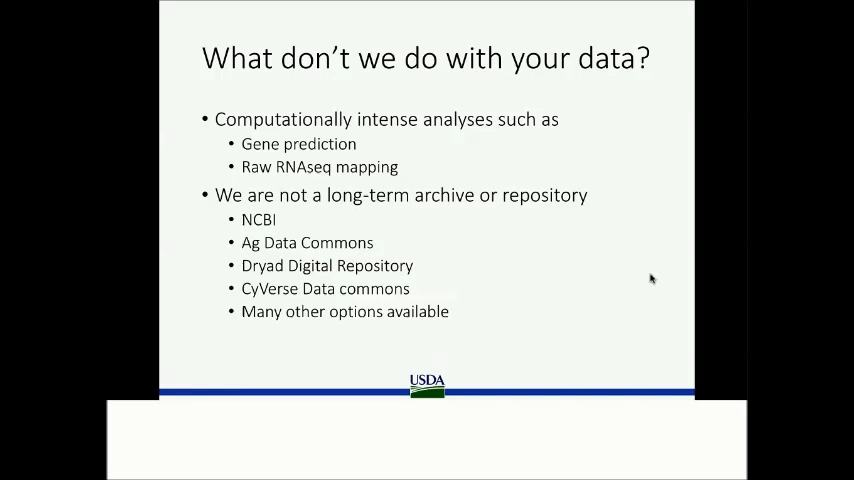 What don't we do with your data?
• Computationally intense analyses such as
• Gene prediction
• Raw RNAseq mapping
• We are not a long-term archive or repository
• NCBI
• Ag Data Commons
• Dryad Digital Repository
• CyVerse Data commons
• Many other options available
USDA